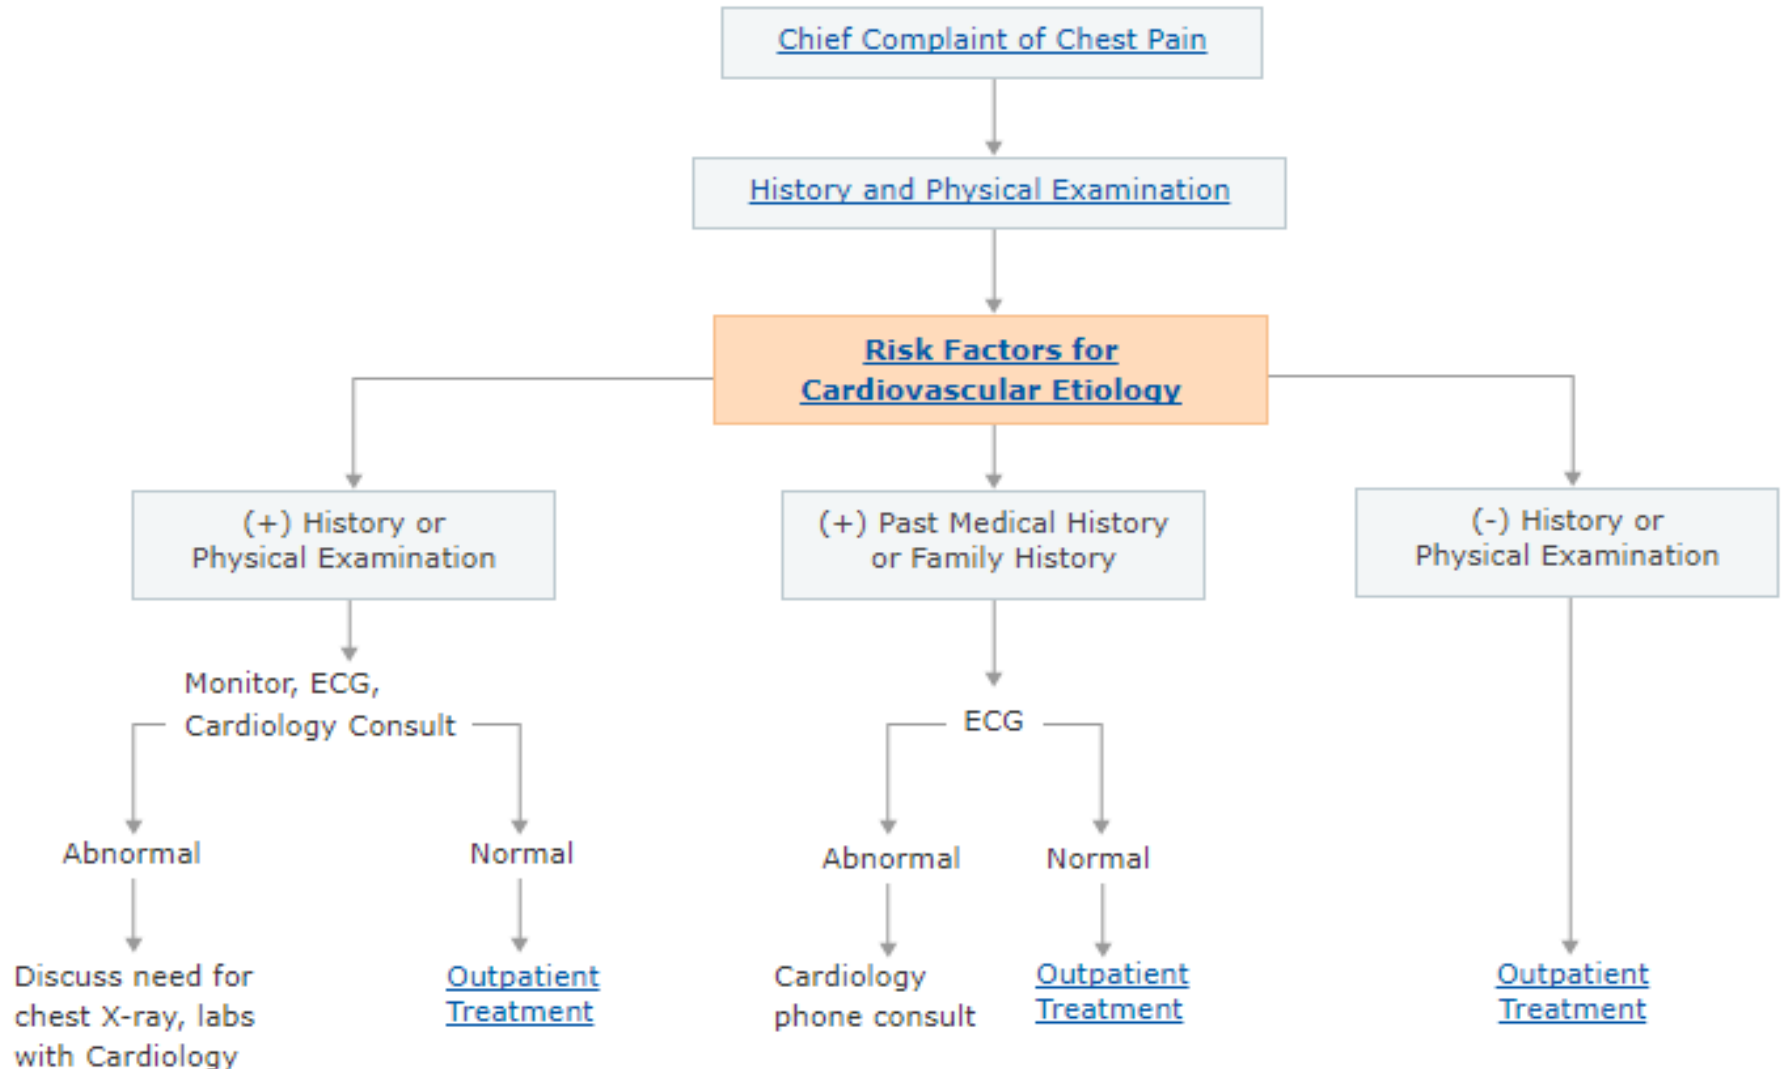 Chief Complaint of Chest Pain
History and Physical Examination
Risk Factors for
Cardiovascular Etiology
(+) History or
Physical Examination
(+) Past Medical History
or Family History
(-) History or
Physical Examination
Monitor, ECG,
Cardiology Consult
ECG
Abnormal
Normal
Abnormal
Normal
Discuss need for
chest X-ray, labs
with Cardiology
Outpatient
Treatment
Cardiology
phone consult
Outpatient
Treatment
Outpatient
Treatment